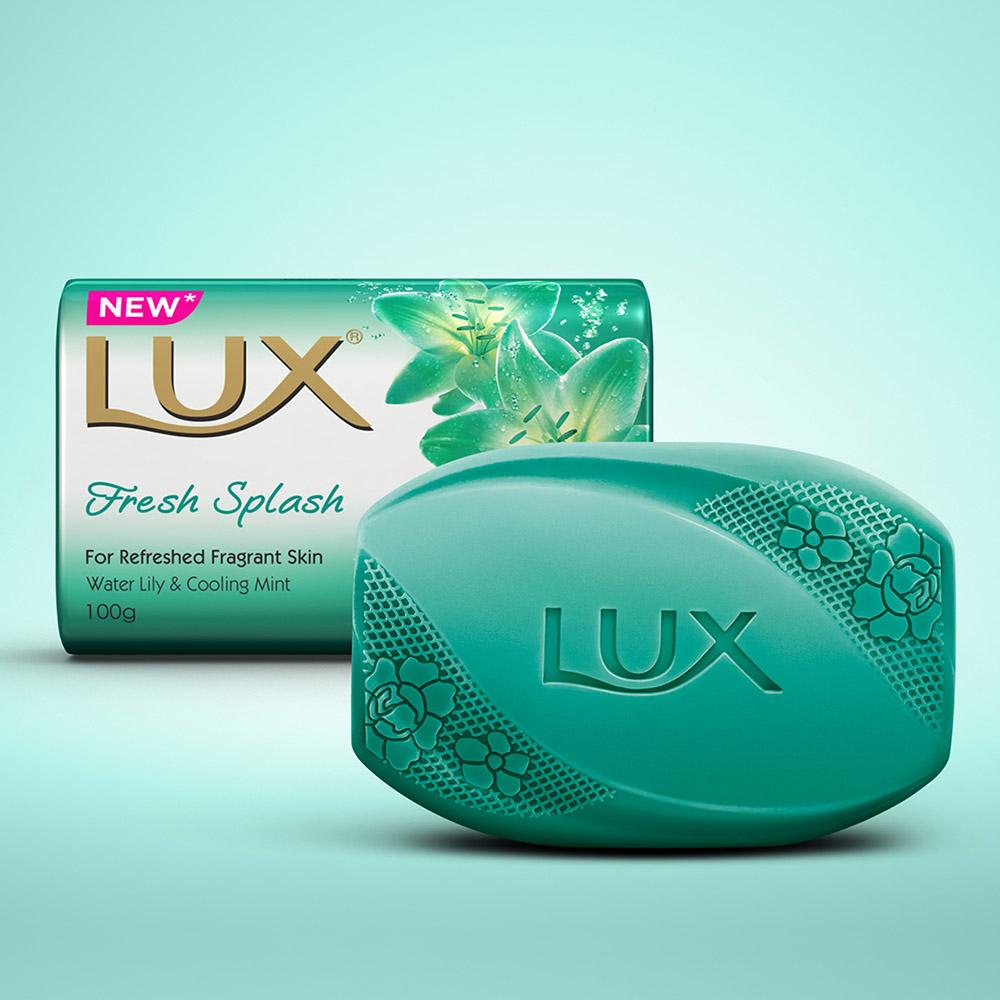 NEW*
LUX®
Fresh Splash
For Refreshed Fragrant Skin
Water Lily & Cooling Mint
100g
LUX